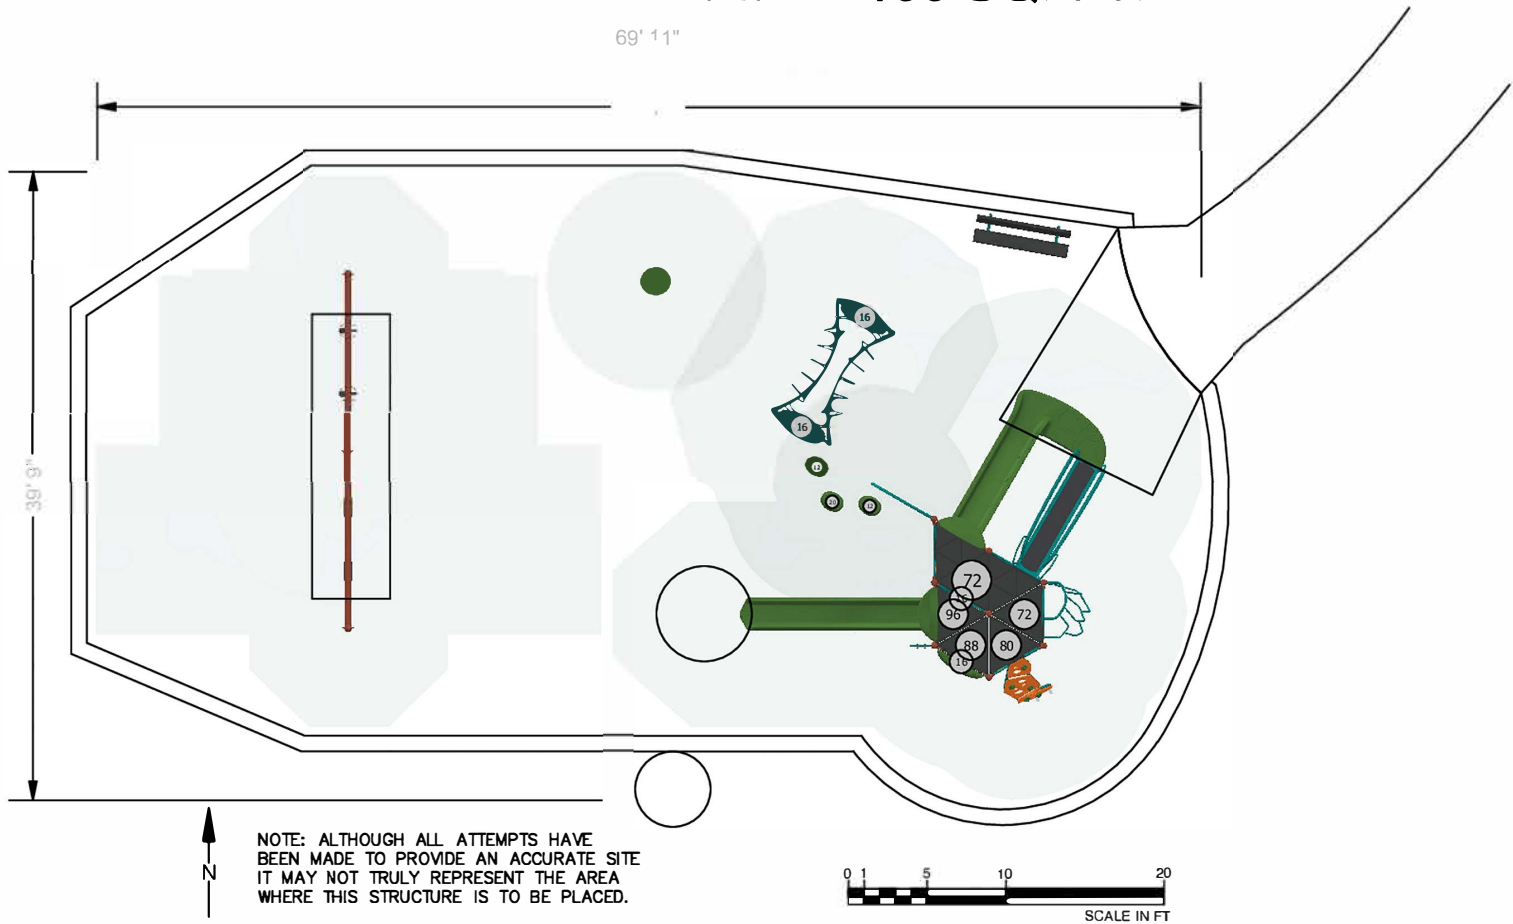 69' 11"
39' 9"
16
16
12
72
96
16
72
88
80
16
N
NOTE: ALTHOUGH ALL ATTEMPTS HAVE
BEEN MADE TO PROVIDE AN ACCURATE SITE
IT MAY NOT TRULY REPRESENT THE AREA
WHERE THIS STRUCTURE IS TO BE PLACED.
0 1 5 10 20
SCALE IN FT